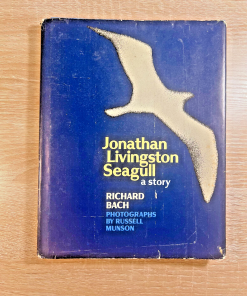 Jonathan
Livingston
Seagull
a story
RICHARD
BACH
PHOTOGRAPHS
BY RUSSELL
MUNSON